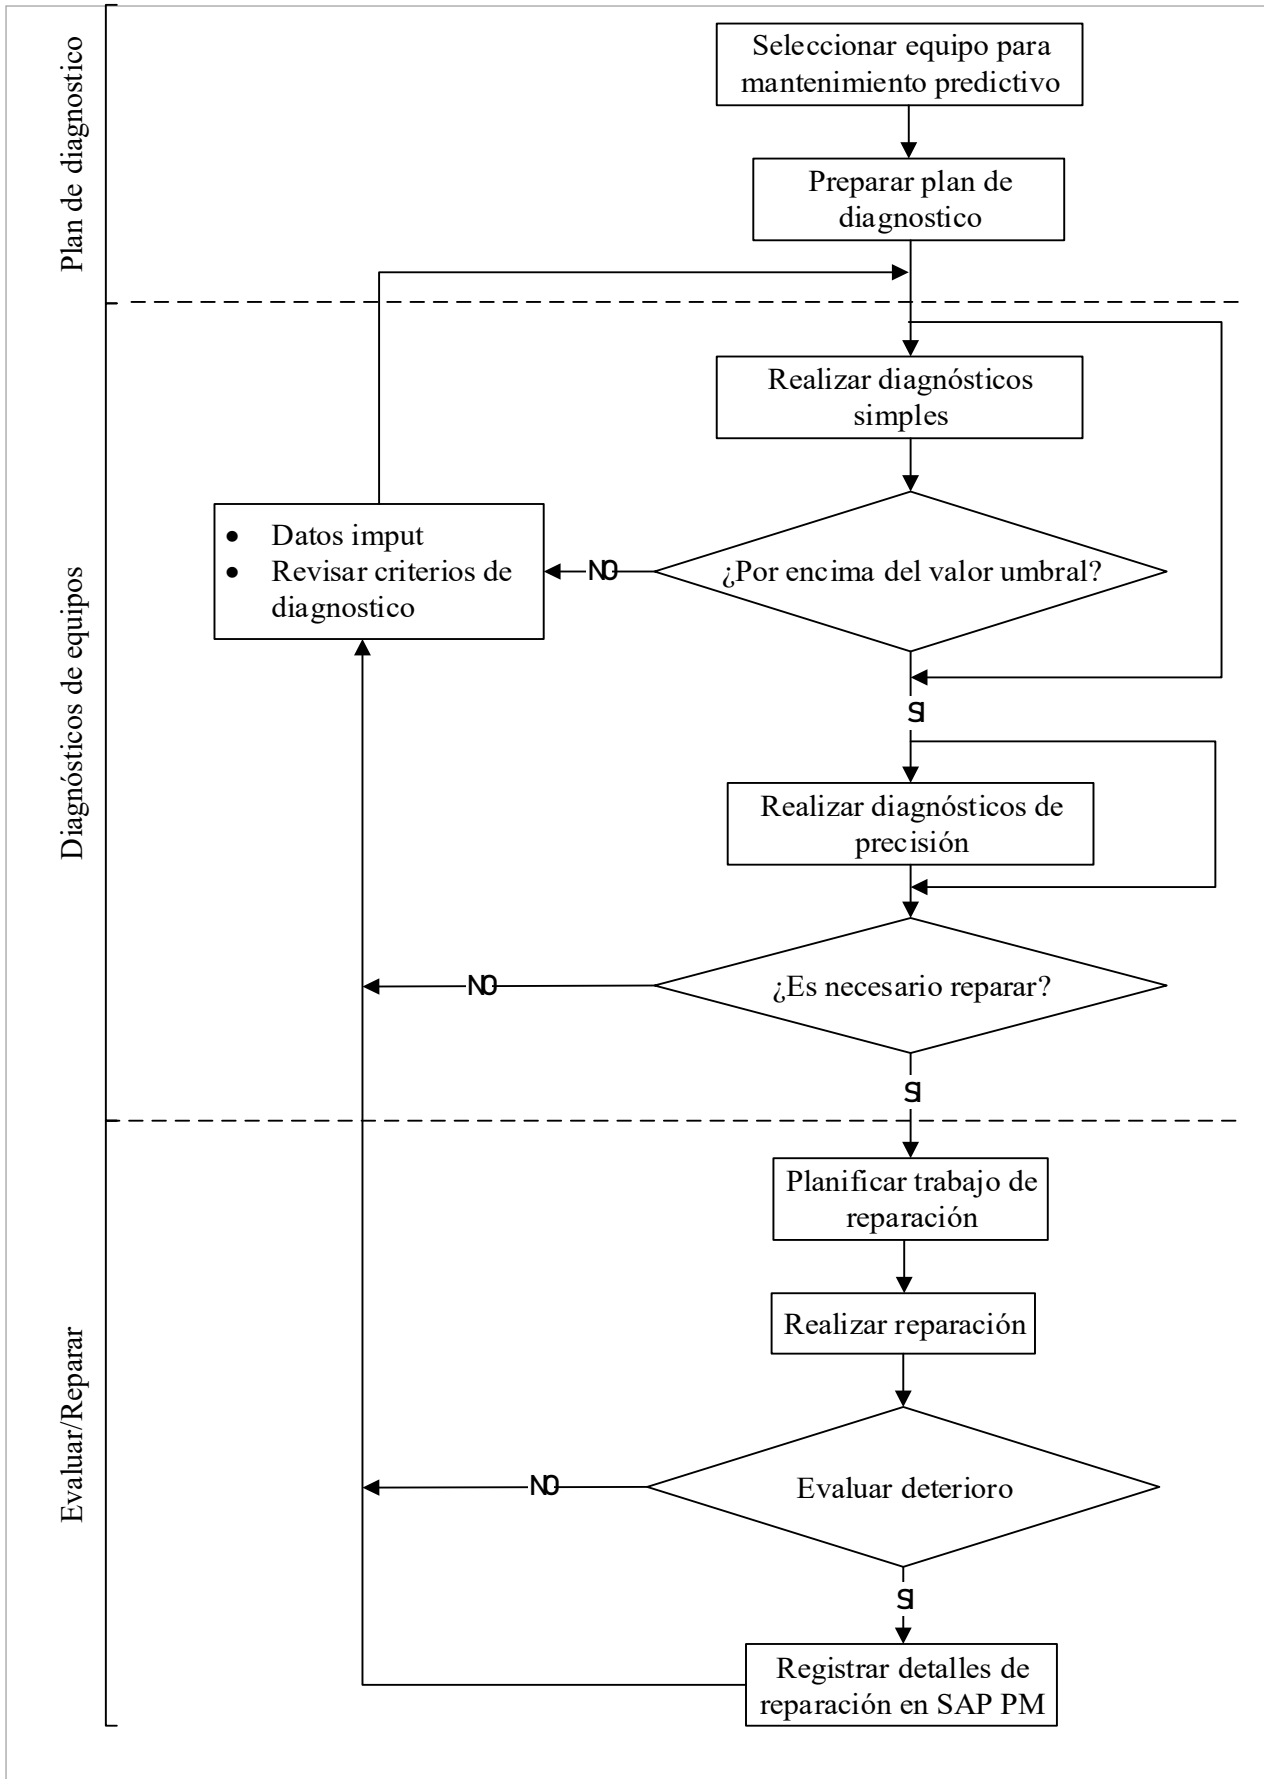 Plan de diagnostico
Seleccionar equipo para
mantenimiento predictivo
Preparar plan de
diagnostico
Diagnósticos de equipos
Realizar diagnósticos
simples
• Datos imput
• Revisar criterios de
diagnostico
NO
¿Por encima del valor umbral?
SI
Realizar diagnósticos de
precisión
NO
¿Es necesario reparar?
SI
Evaluar/Reparar
Planificar trabajo de
reparación
Realizar reparación
NO
Evaluar deterioro
SI
Registrar detalles de
reparación en SAP PM